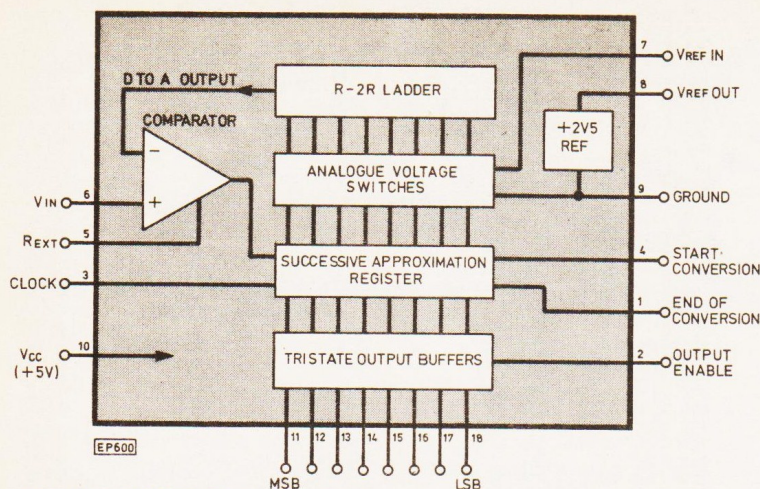 7
VREF IN
8
VREF OUT
D TO A OUTPUT
R-2R LADDER
COMPARATOR
+2V5
REF
−
ANALOGUE VOLTAGE
SWITCHES
9
GROUND
VIN
6
+
REXT
5
4
START
CONVERSION
SUCCESSIVE APPROXIMATION
REGISTER
CLOCK
3
1
END OF
CONVERSION
VCC
(+5V)
10
TRISTATE OUTPUT BUFFERS
2
OUTPUT
ENABLE
11 12 13 14 15 16 17 18
EP600
MSB LSB